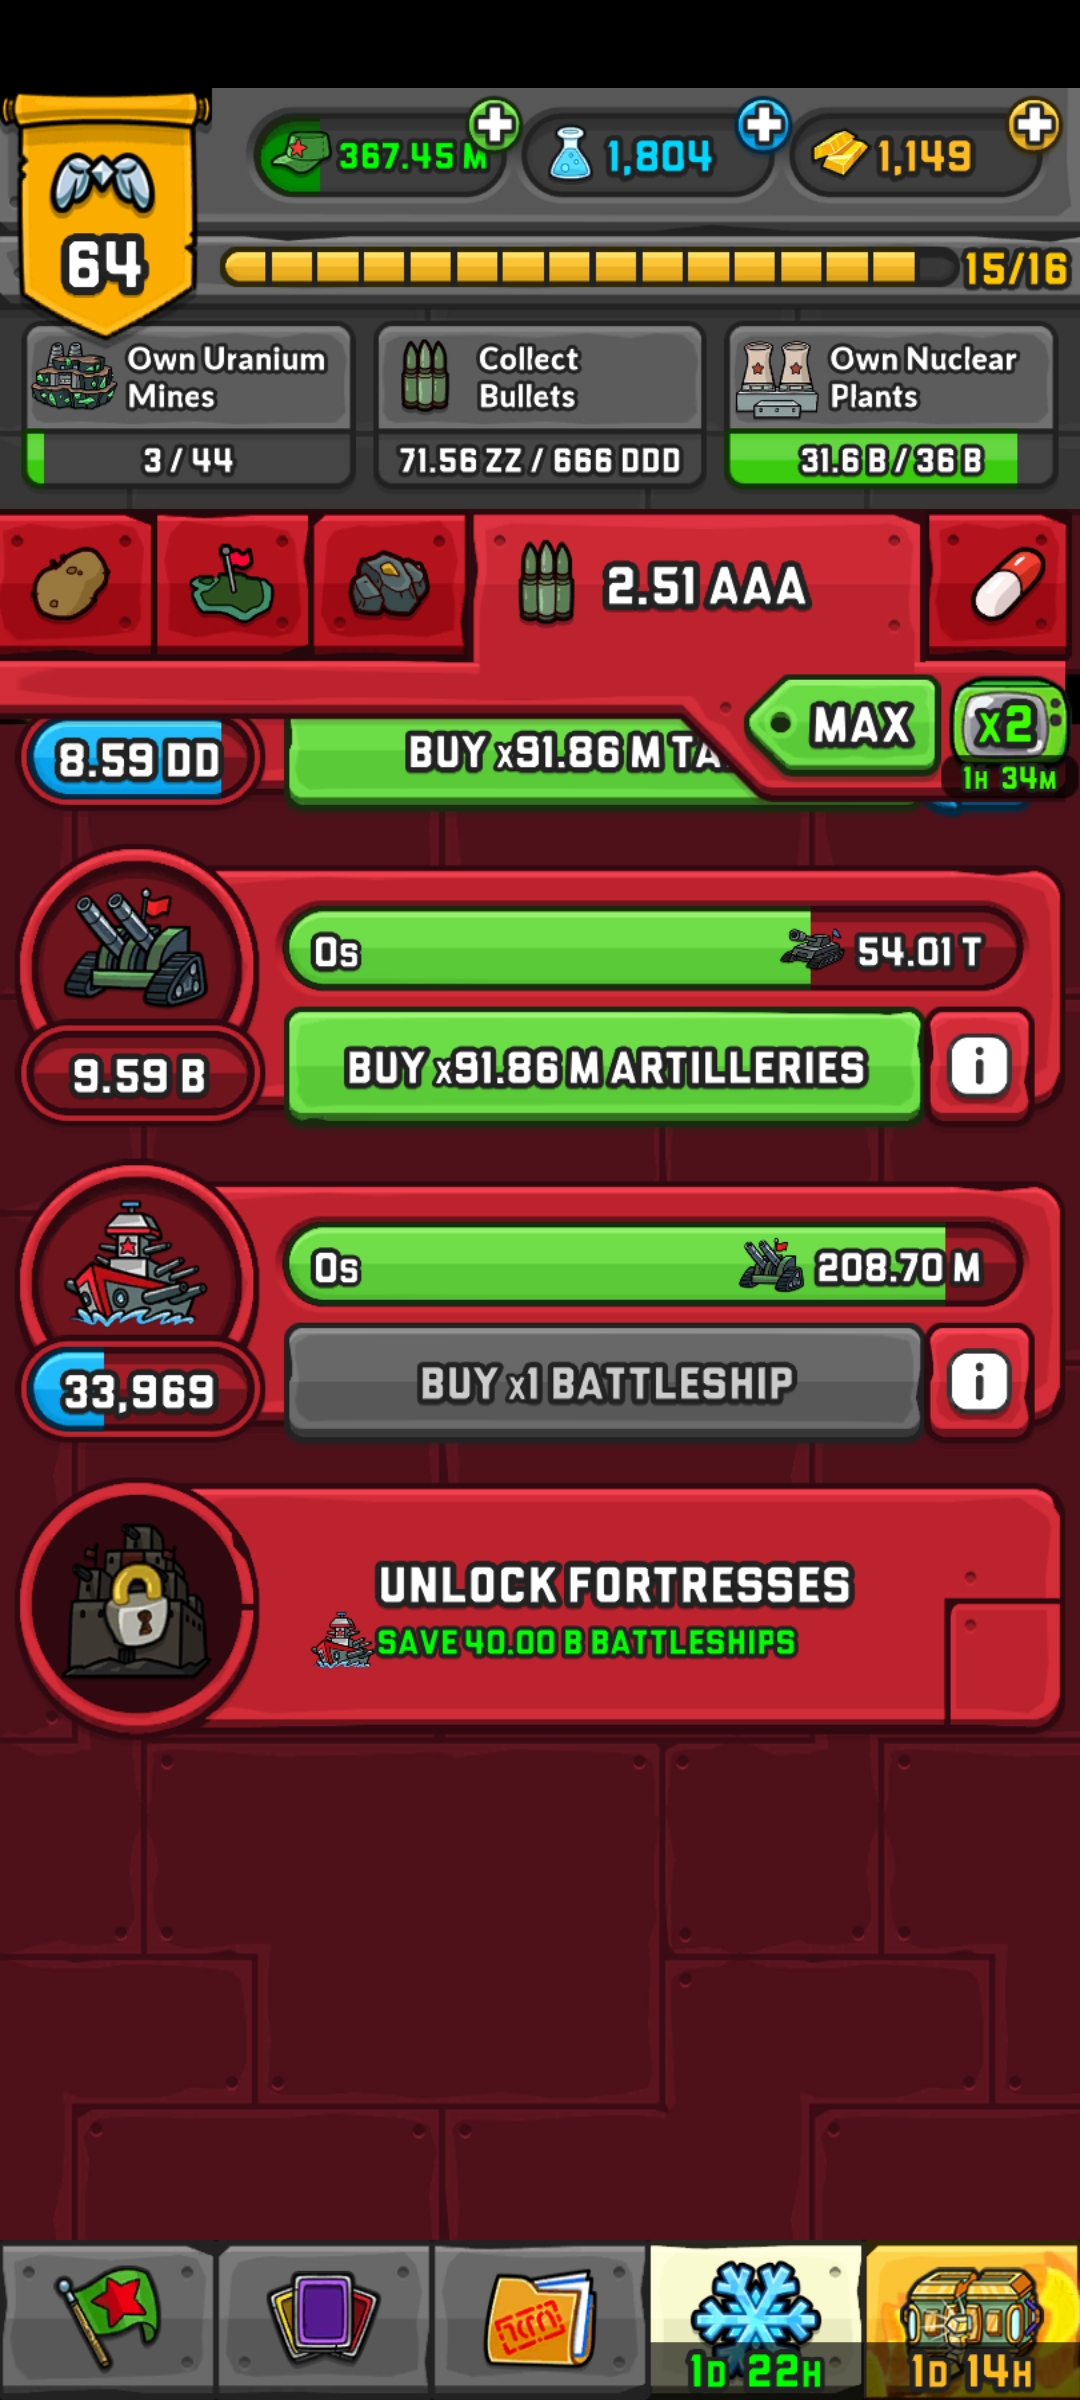 64
367.45 M
1,804
1,149
15/16
Own Uranium
Mines
3 / 44
Collect
Bullets
71.56 ZZ / 666 DDD
Own Nuclear
Plants
31.6 B / 36 B
2.51 AAA
MAX
X2
1H 34M
8.59 DD
BUY x91.86 M TA
0s
54.01 T
9.59 B
BUY x91.86 M ARTILLERIES
i
0s
208.70 M
33,969
BUY x1 BATTLESHIP
i
UNLOCK FORTRESSES
SAVE 40.00 B BATTLESHIPS
1D 22H
1D 14H